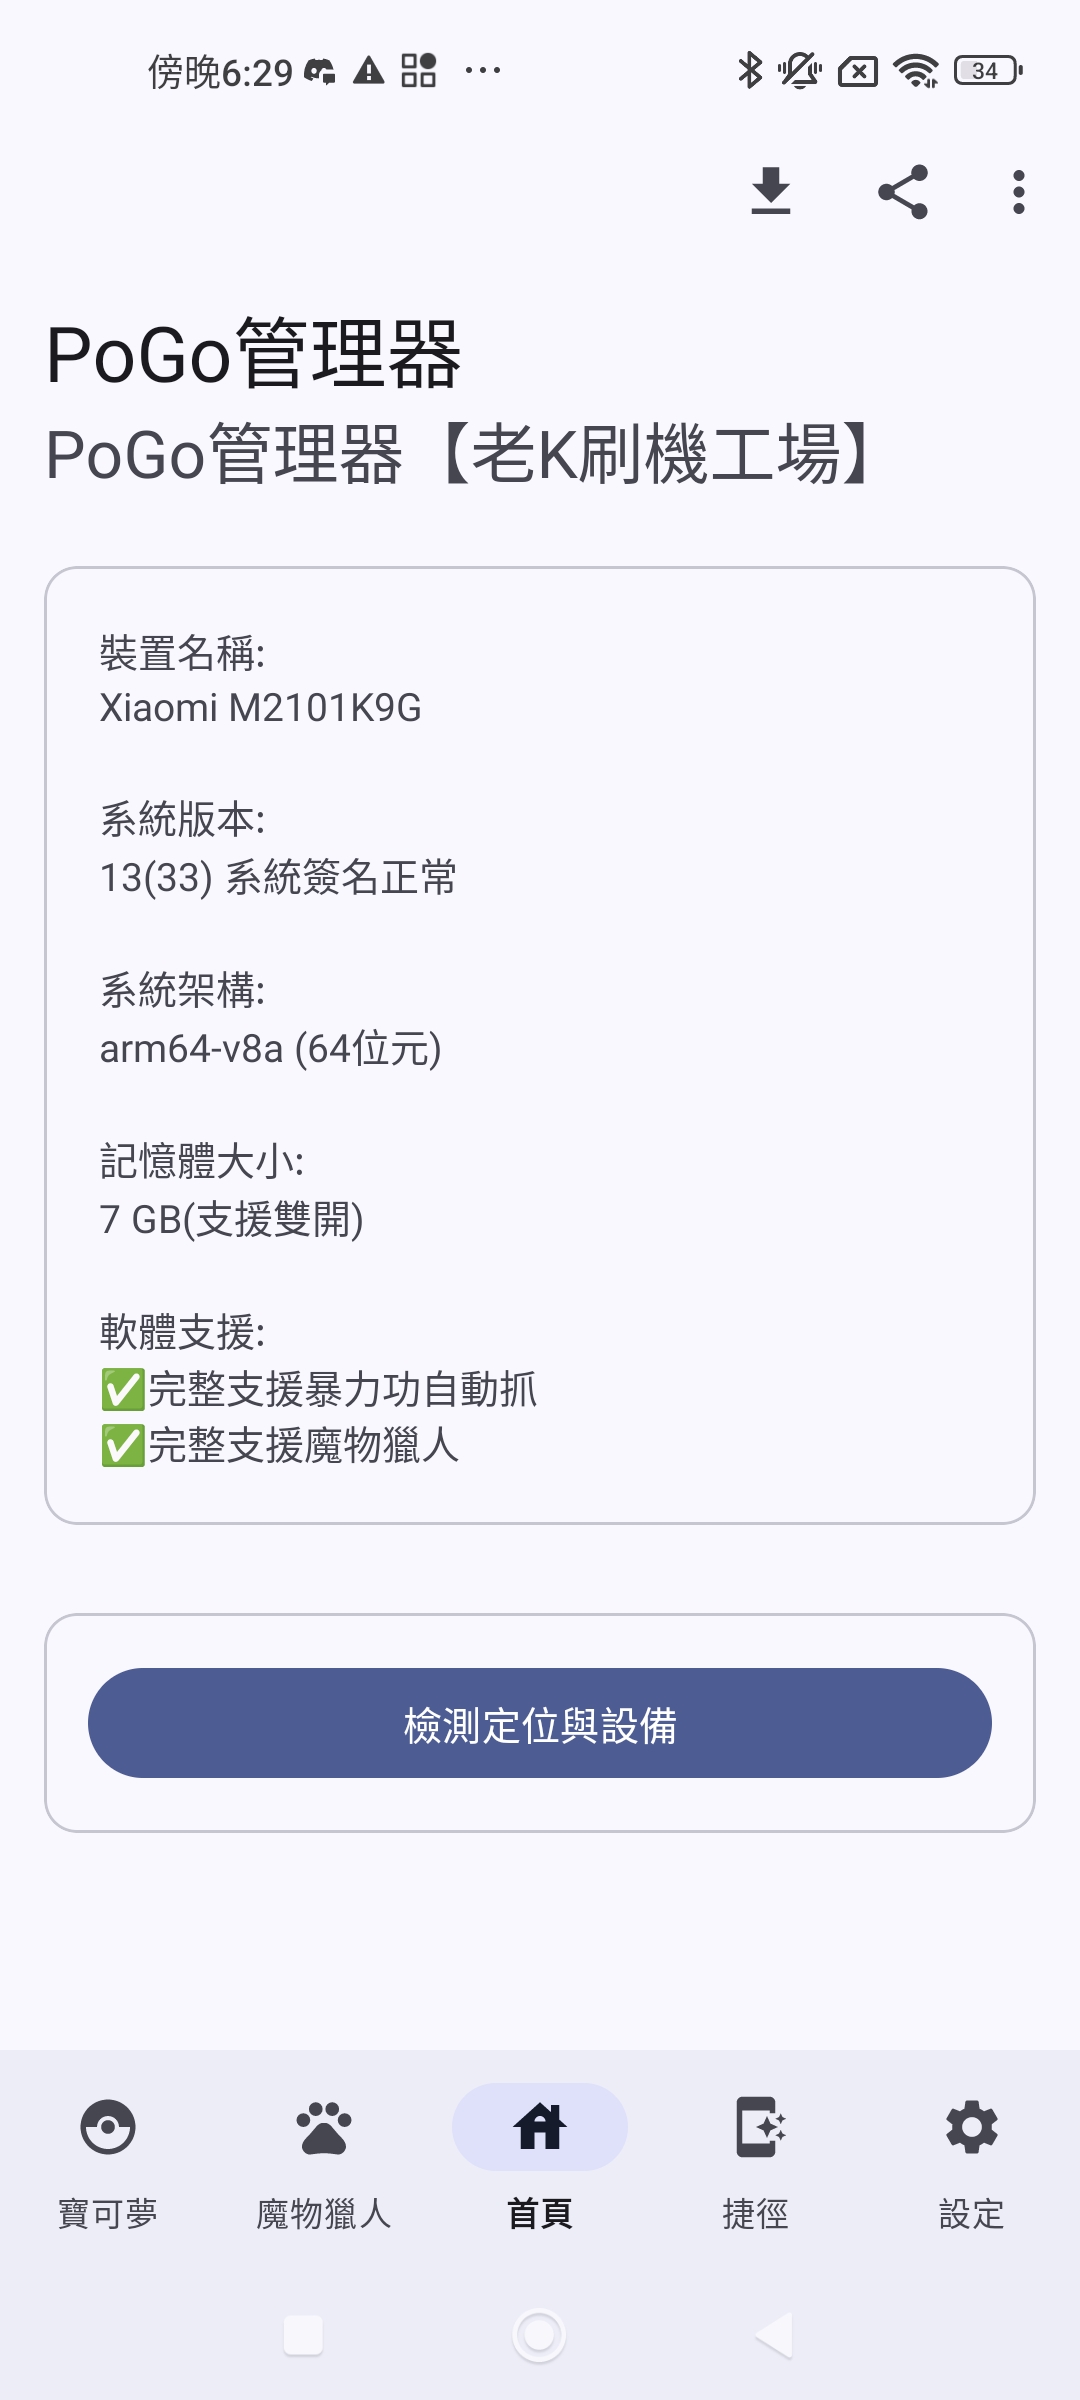 傍晚6:29
34
PoGo管理器
PoGo管理器【老K刷機工場】
裝置名稱:
Xiaomi M2101K9G
系統版本:
13(33) 系統簽名正常
系統架構:
arm64-v8a (64位元)
記憶體大小:
7 GB(支援雙開)
軟體支援:
✅完整支援暴力功自動抓
✅完整支援魔物獵人
檢測定位與設備
寶可夢
魔物獵人
首頁
捷徑
設定